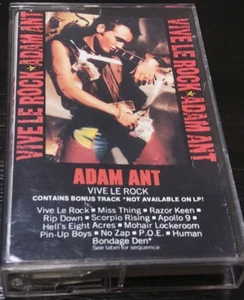 VIVE LE ROCK★ADAM ANT
VIVE LE ROCK★ADAM ANT
ADAM ANT
VIVE LE ROCK
CONTAINS BONUS TRACK *NOT AVAILABLE ON LP!
Vive Le Rock ■ Miss Thing ■ Razor Keen ■
Rip Down ■ Scorpio Rising ■ Apollo 9 ■
Hell's Eight Acres ■ Mohair Lockeroom
Pin-Up Boys ■ No Zap ■ P.O.E. ■ Human
Bondage Den*
See label for sequence